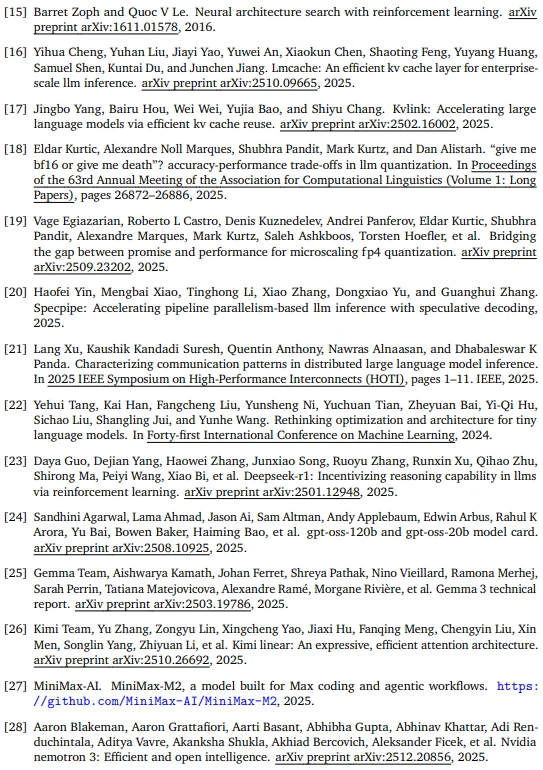 [15] Barret Zoph and Quoc V Le. Neural architecture search with reinforcement learning. arXiv
preprint arXiv:1611.01578, 2016.
[16] Yihua Cheng, Yuhan Liu, Jiayi Yao, Yuwei An, Xiaokun Chen, Shaoting Feng, Yuyang Huang,
Samuel Shen, Kuntai Du, and Junchen Jiang. Lmcache: An efficient kv cache layer for enterprise-
scale llm inference. arXiv preprint arXiv:2510.09665, 2025.
[17] Jingbo Yang, Bairu Hou, Wei Wei, Yujia Bao, and Shiyu Chang. Kvlink: Accelerating large
language models via efficient kv cache reuse. arXiv preprint arXiv:2502.16002, 2025.
[18] Eldar Kurtic, Alexandre Noll Marques, Shubhra Pandit, Mark Kurtz, and Dan Alistarh. “give me
bf16 or give me death”? accuracy-performance trade-offs in llm quantization. In Proceedings
of the 63rd Annual Meeting of the Association for Computational Linguistics (Volume 1: Long
Papers), pages 26872–26886, 2025.
[19] Vage Egiazarian, Roberto L Castro, Denis Kuznedelev, Andrei Panferov, Eldar Kurtic, Shubhra
Pandit, Alexandre Marques, Mark Kurtz, Saleh Ashkboos, Torsten Hoefler, et al. Bridging
the gap between promise and performance for microscaling fp4 quantization. arXiv preprint
arXiv:2509.23202, 2025.
[20] Haofei Yin, Mengbai Xiao, Tinghong Li, Xiao Zhang, Dongxiao Yu, and Guanghui Zhang.
Specpipe: Accelerating pipeline parallelism-based llm inference with speculative decoding,
2025.
[21] Lang Xu, Kaushik Kandadi Suresh, Quentin Anthony, Nawras Alnaasan, and Dhabaleswar K
Panda. Characterizing communication patterns in distributed large language model inference.
In 2025 IEEE Symposium on High-Performance Interconnects (HOTI), pages 1–11. IEEE, 2025.
[22] Yehui Tang, Kai Han, Fangcheng Liu, Yunsheng Ni, Yuchuan Tian, Zheyuan Bai, Yi-Qi Hu,
Sichao Liu, Shangling Jui, and Yunhe Wang. Rethinking optimization and architecture for tiny
language models. In Forty-first International Conference on Machine Learning, 2024.
[23] Daya Guo, Dejian Yang, Haowei Zhang, Junxiao Song, Ruoyu Zhang, Runxin Xu, Qihao Zhu,
Shirong Ma, Peiyi Wang, Xiao Bi, et al. Deepseek-r1: Incentivizing reasoning capability in llms
via reinforcement learning. arXiv preprint arXiv:2501.12948, 2025.
[24] Sandhini Agarwal, Lama Ahmad, Jason Ai, Sam Altman, Andy Applebaum, Edwin Arbus, Rahul K
Arora, Yu Bai, Bowen Baker, Haiming Bao, et al. gpt-oss-120b and gpt-oss-20b model card.
arXiv preprint arXiv:2508.10925, 2025.
[25] Gemma Team, Aishwarya Kamath, Johan Ferret, Shreya Pathak, Nino Vieillard, Ramona Merhej,
Sarah Perrin, Tatiana Matejovicova, Alexandre Ramé, Morgane Rivière, et al. Gemma 3 technical
report. arXiv preprint arXiv:2503.19786, 2025.
[26] Kimi Team, Yu Zhang, Zongyu Lin, Xingcheng Yao, Jiaxi Hu, Fanqing Meng, Chengyin Liu, Xin
Men, Songlin Yang, Zhiyuan Li, et al. Kimi linear: An expressive, efficient attention architecture.
arXiv preprint arXiv:2510.26692, 2025.
[27] MiniMax-AI. MiniMax-M2, a model built for Max coding and agentic workflows. https:
//github.com/MiniMax-AI/MiniMax-M2, 2025.
[28] Aaron Blakeman, Aaron Grattafiori, Aarti Basant, Abhibha Gupta, Abhinav Khattar, Adi Ren-
duchintala, Aditya Vavre, Akanksha Shukla, Akhiad Bercovich, Aleksander Ficek, et al. Nvidia
nemotron 3: Efficient and open intelligence. arXiv preprint arXiv:2512.20856, 2025.